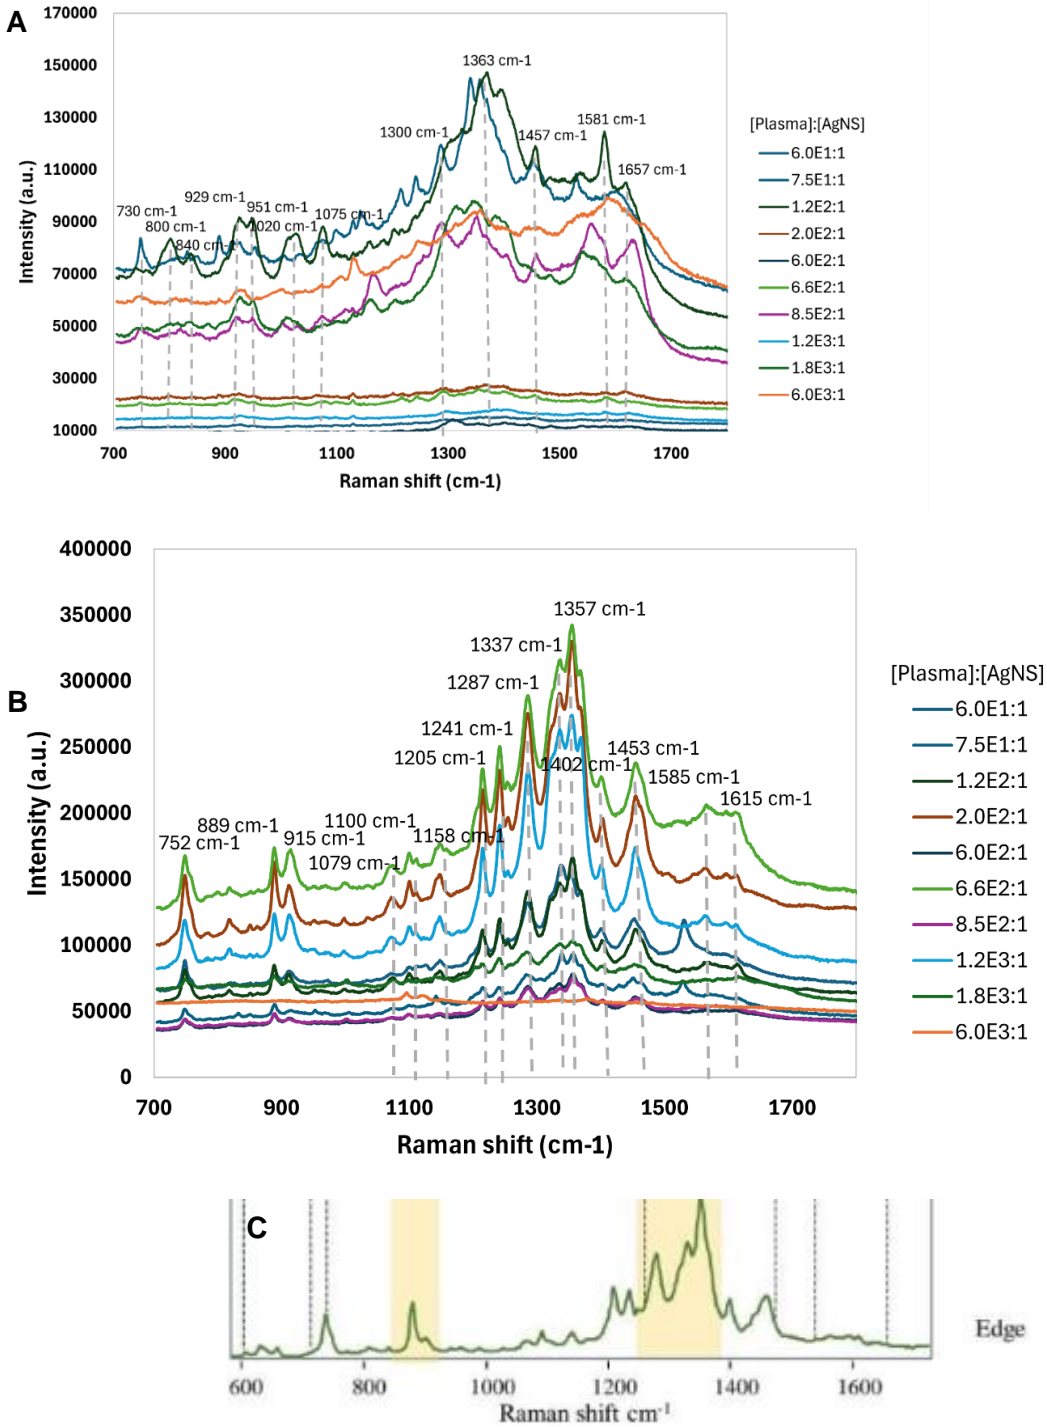 A
170000
150000
130000
110000
90000
70000
50000
30000
10000
Intensity (a.u.)
1363 cm-1
1300 cm-1
1457 cm-1
1581 cm-1
1657 cm-1
929 cm-1
951 cm-1
730 cm-1
800 cm-1
1020 cm-1
1075 cm-1
840 cm-1
700 900 1100 1300 1500 1700
Raman shift (cm-1)
[Plasma]:[AgNS]
6.0E1:1
7.5E1:1
1.2E2:1
2.0E2:1
6.0E2:1
6.6E2:1
8.5E2:1
1.2E3:1
1.8E3:1
6.0E3:1
B
400000
350000
300000
250000
200000
150000
100000
50000
0
Intensity (a.u.)
1357 cm-1
1337 cm-1
1287 cm-1
1241 cm-1
1205 cm-1
1402 cm-1
1453 cm-1
1585 cm-1
1615 cm-1
1100 cm-1
889 cm-1
915 cm-1
1158 cm-1
752 cm-1
1079 cm-1
700 900 1100 1300 1500 1700
Raman shift (cm-1)
[Plasma]:[AgNS]
6.0E1:1
7.5E1:1
1.2E2:1
2.0E2:1
6.0E2:1
6.6E2:1
8.5E2:1
1.2E3:1
1.8E3:1
6.0E3:1
C
Edge
600 800 1000 1200 1400 1600
Raman shift cm-1